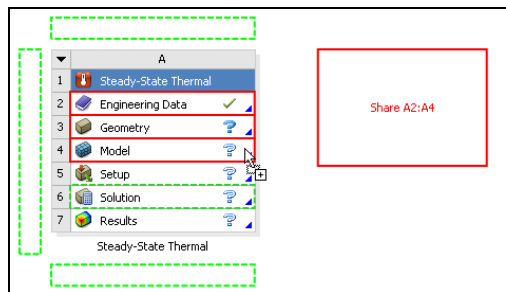 A
1 Steady-State Thermal
2 Engineering Data
3 Geometry ?
4 Model ?
5 Setup ?
6 Solution ?
7 Results ?
Steady-State Thermal
Share A2:A4